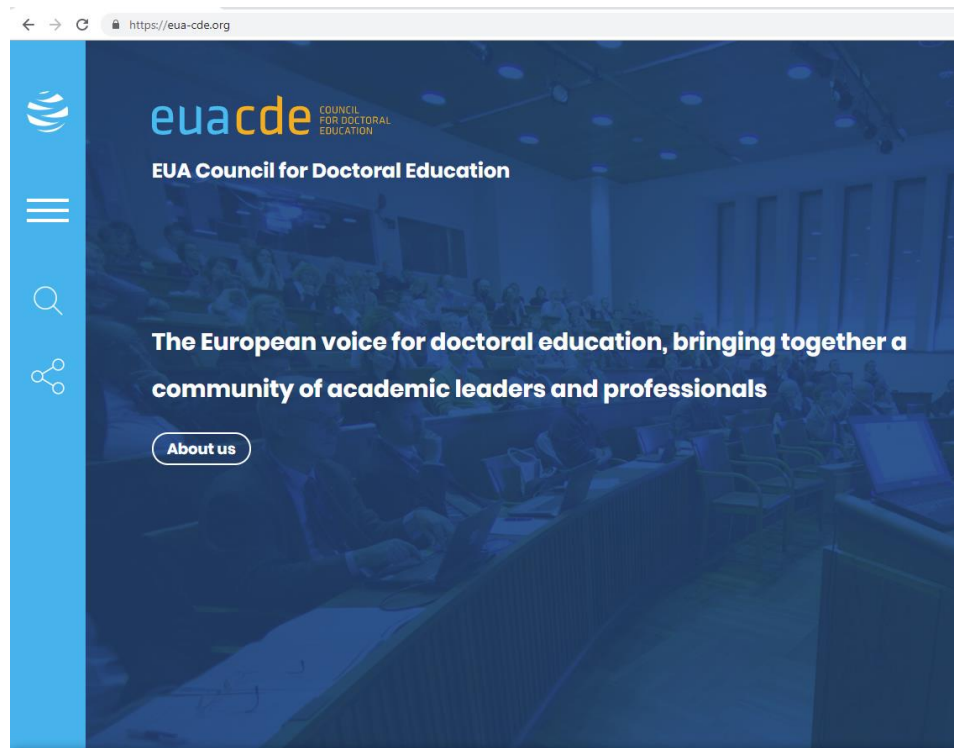 https://eua-cde.org
euacde COUNCIL
FOR DOCTORAL
EDUCATION
EUA Council for Doctoral Education
The European voice for doctoral education, bringing together a
community of academic leaders and professionals
About us